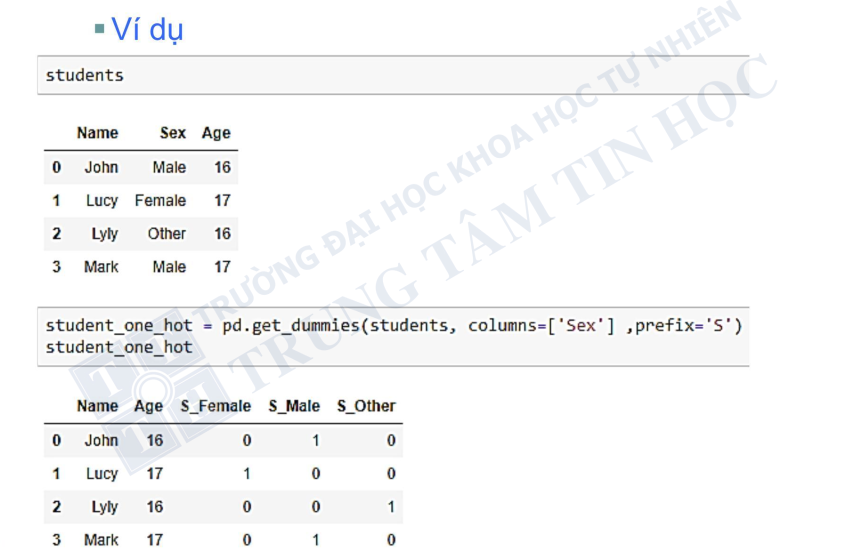 Ví dụ
students
Name Sex Age
0 John Male 16
1 Lucy Female 17
2 Lyly Other 16
3 Mark Male 17
student_one_hot = pd.get_dummies(students, columns=['Sex'] ,prefix='S')
student_one_hot
Name Age S_Female S_Male S_Other
0 John 16 0 1 0
1 Lucy 17 1 0 0
2 Lyly 16 0 0 1
3 Mark 17 0 1 0
TRƯỜNG ĐẠI HỌC KHOA HỌC TỰ NHIÊN
TRUNG TÂM TIN HỌC